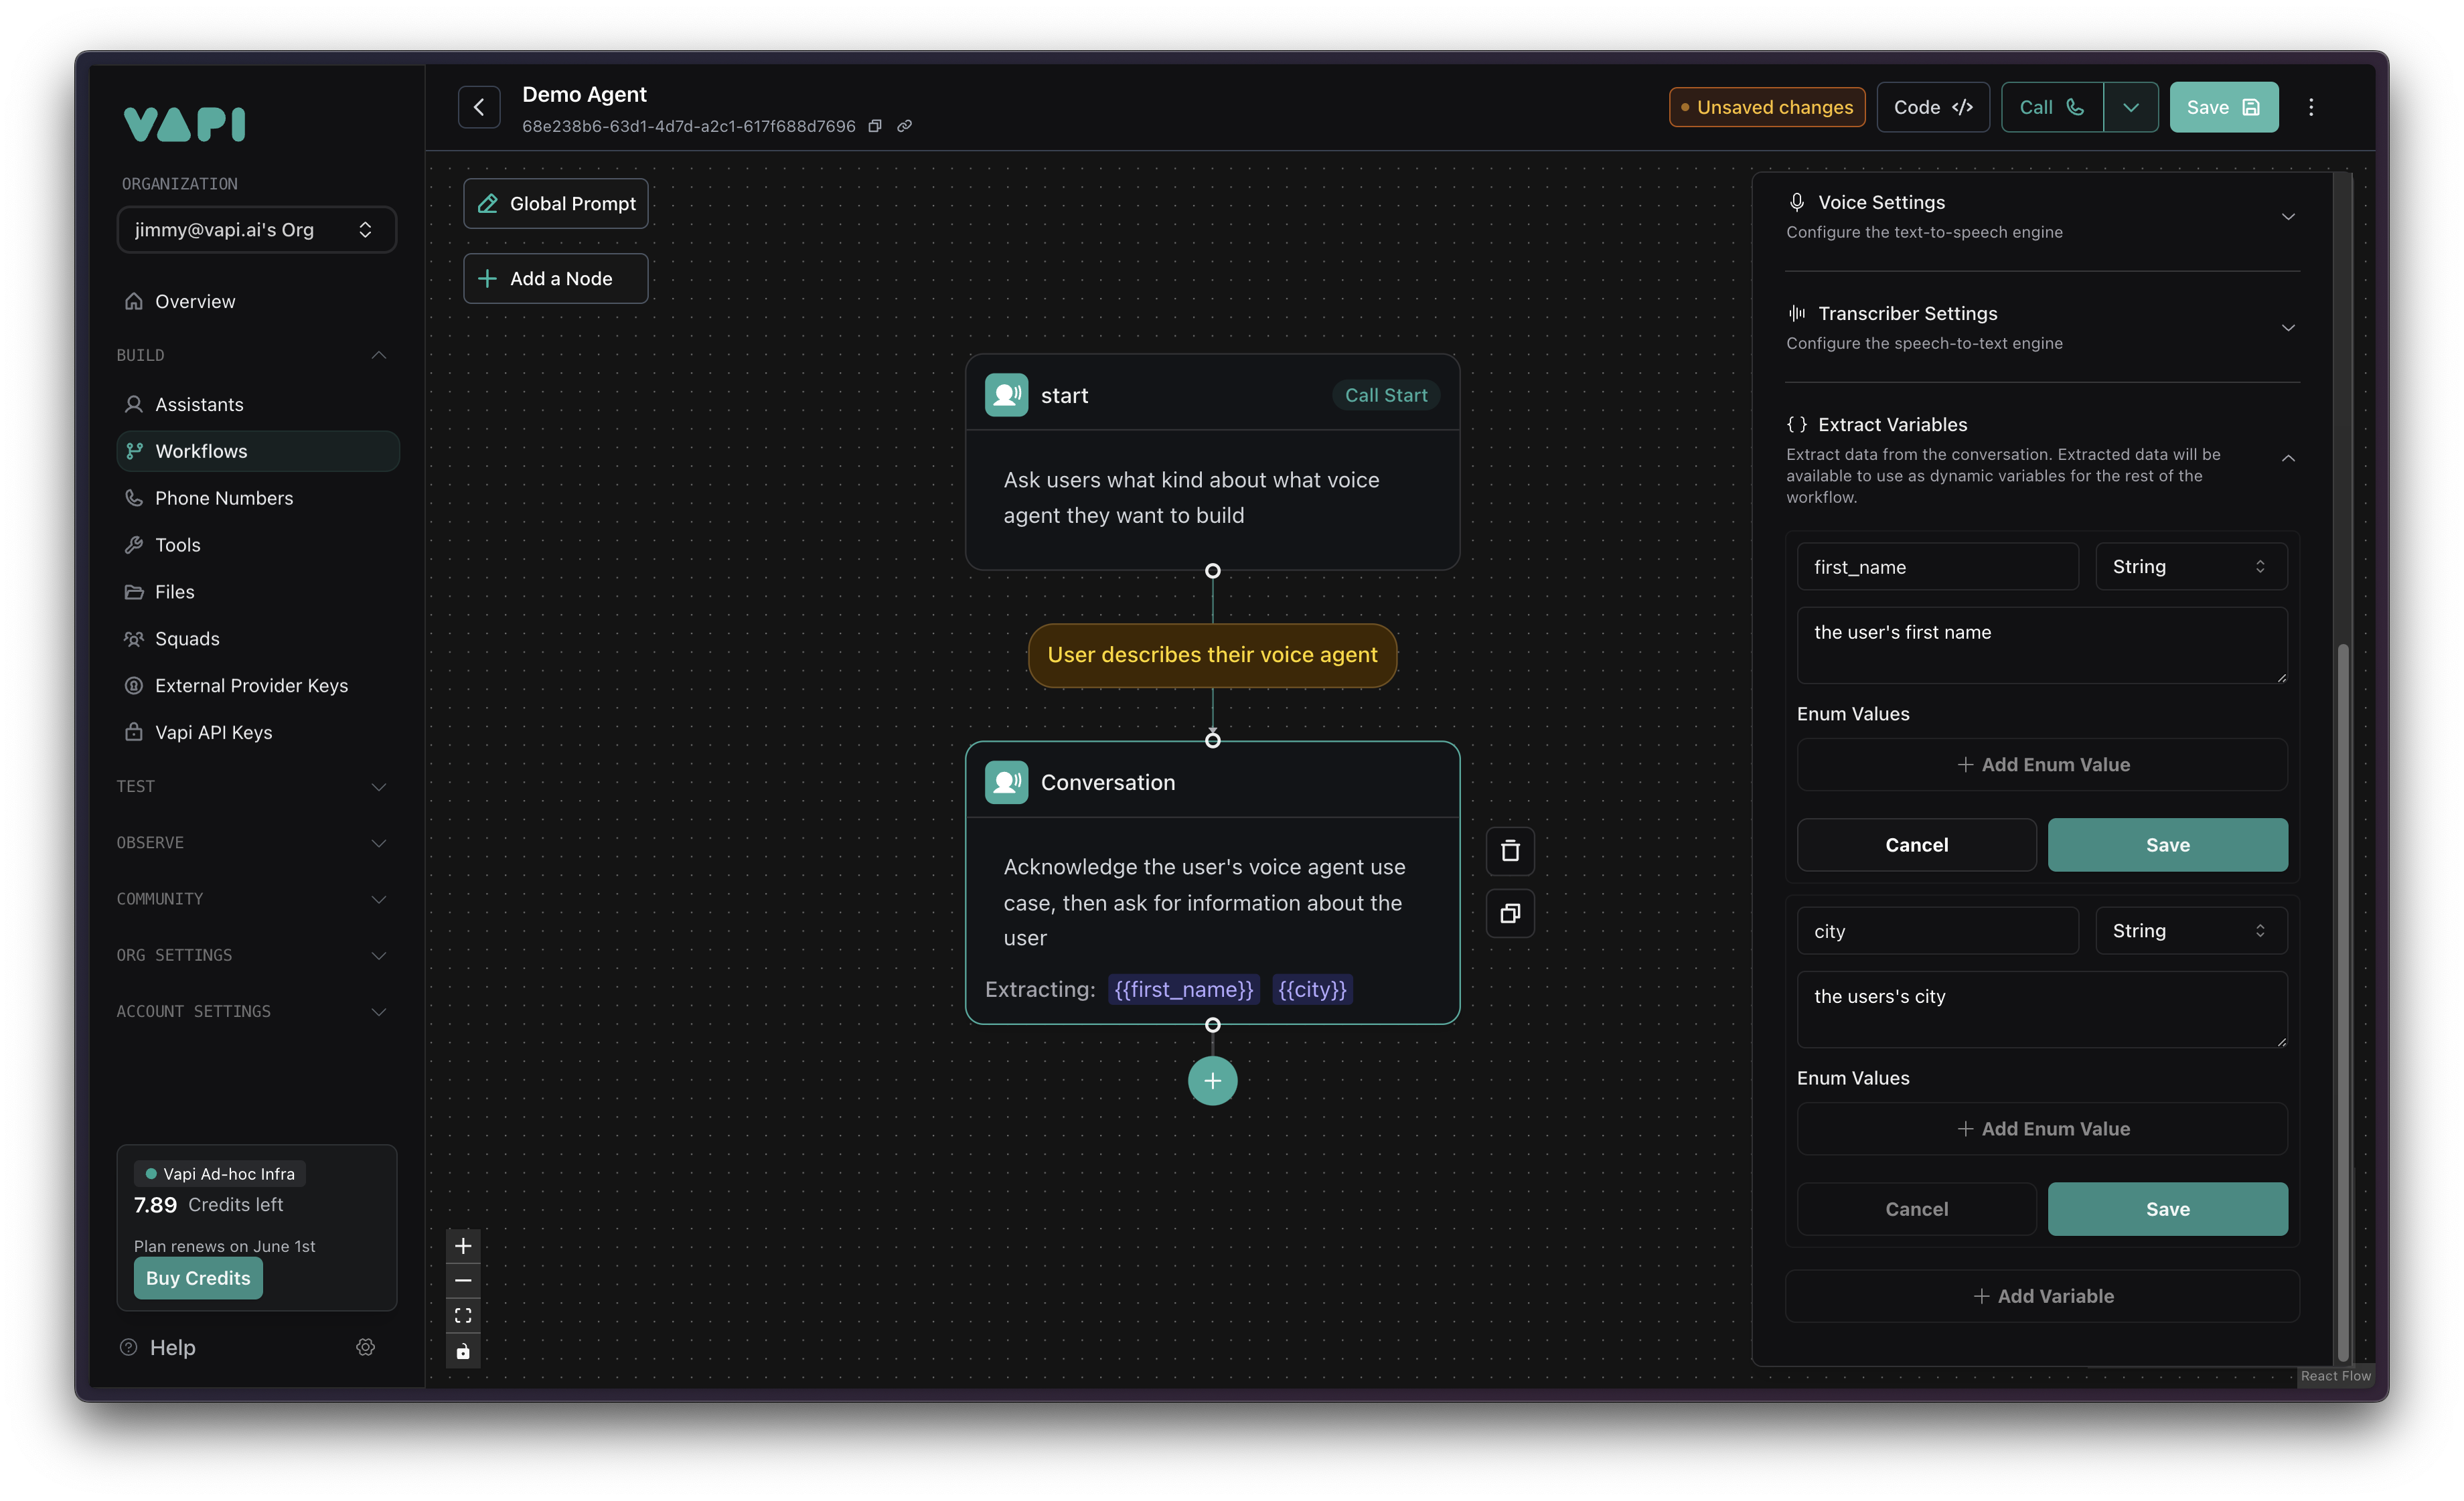 VAPI
ORGANIZATION
jimmy@vapi.ai's Org
Overview
BUILD
Assistants
Workflows
Phone Numbers
Tools
Files
Squads
External Provider Keys
Vapi API Keys
TEST
OBSERVE
COMMUNITY
ORG SETTINGS
ACCOUNT SETTINGS
Vapi Ad-hoc Infra
7.89 Credits left
Plan renews on June 1st
Buy Credits
Help
Demo Agent
68e238b6-63d1-4d7d-a2c1-617f688d7696
Unsaved changes
Code </>
Call
Save
Global Prompt
Add a Node
start
Call Start
Ask users what kind about what voice
agent they want to build
User describes their voice agent
Conversation
Acknowledge the user's voice agent use
case, then ask for information about the
user
Extracting: {{first_name}} {{city}}
Voice Settings
Configure the text-to-speech engine
Transcriber Settings
Configure the speech-to-text engine
{ } Extract Variables
Extract data from the conversation. Extracted data will be
available to use as dynamic variables for the rest of the
workflow.
first_name
String
the user's first name
Enum Values
+ Add Enum Value
Cancel
Save
city
String
the users's city
Enum Values
+ Add Enum Value
Cancel
Save
+ Add Variable
React Flow